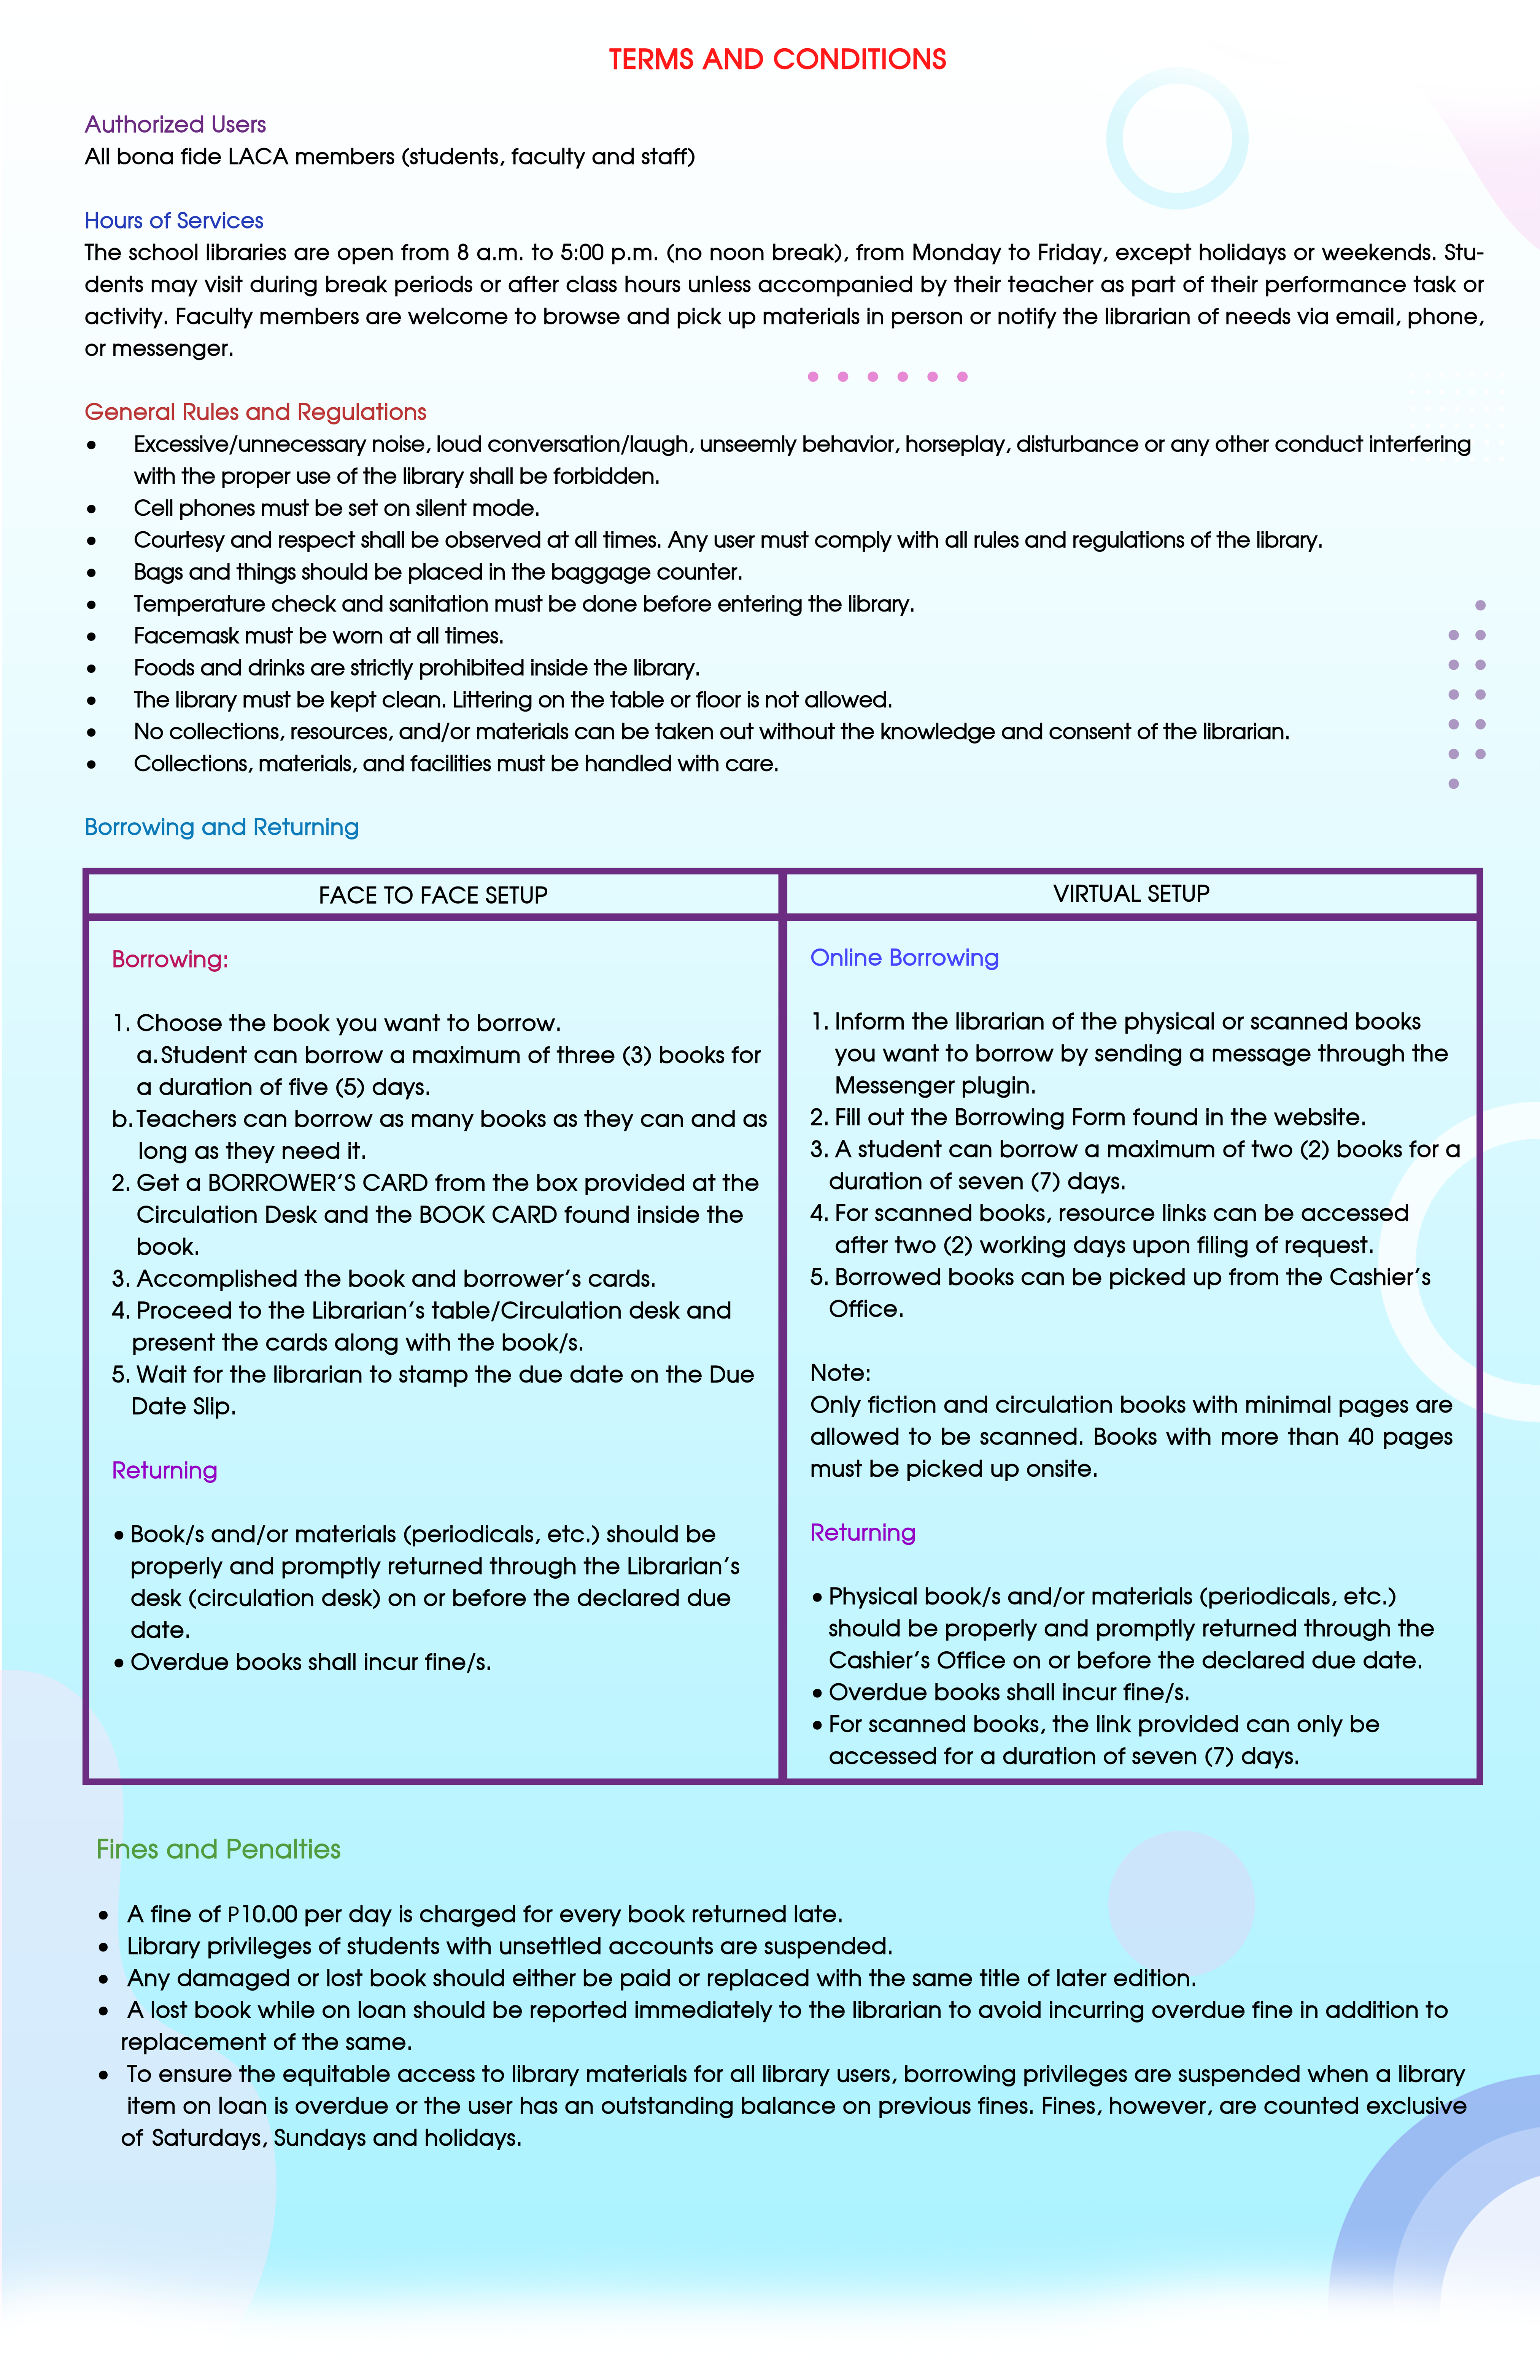 TERMS AND CONDITIONS
Authorized Users
All bona fide LACA members (students, faculty and staff)
Hours of Services
The school libraries are open from 8 a.m. to 5:00 p.m. (no noon break), from Monday to Friday, except holidays or weekends. Stu-
dents may visit during break periods or after class hours unless accompanied by their teacher as part of their performance task or
activity. Faculty members are welcome to browse and pick up materials in person or notify the librarian of needs via email, phone,
or messenger.
General Rules and Regulations
• Excessive/unnecessary noise, loud conversation/laugh, unseemly behavior, horseplay, disturbance or any other conduct interfering
with the proper use of the library shall be forbidden.
• Cell phones must be set on silent mode.
• Courtesy and respect shall be observed at all times. Any user must comply with all rules and regulations of the library.
• Bags and things should be placed in the baggage counter.
• Temperature check and sanitation must be done before entering the library.
• Facemask must be worn at all times.
• Foods and drinks are strictly prohibited inside the library.
• The library must be kept clean. Littering on the table or floor is not allowed.
• No collections, resources, and/or materials can be taken out without the knowledge and consent of the librarian.
• Collections, materials, and facilities must be handled with care.
Borrowing and Returning
FACE TO FACE SETUP
Borrowing:
1. Choose the book you want to borrow.
a. Student can borrow a maximum of three (3) books for
a duration of five (5) days.
b. Teachers can borrow as many books as they can and as
long as they need it.
2. Get a BORROWER'S CARD from the box provided at the
Circulation Desk and the BOOK CARD found inside the
book.
3. Accomplished the book and borrower's cards.
4. Proceed to the Librarian's table/Circulation desk and
present the cards along with the book/s.
5. Wait for the librarian to stamp the due date on the Due
Date Slip.
Returning
• Book/s and/or materials (periodicals, etc.) should be
properly and promptly returned through the Librarian's
desk (circulation desk) on or before the declared due
date.
• Overdue books shall incur fine/s.
VIRTUAL SETUP
Online Borrowing
1. Inform the librarian of the physical or scanned books
you want to borrow by sending a message through the
Messenger plugin.
2. Fill out the Borrowing Form found in the website.
3. A student can borrow a maximum of two (2) books for a
duration of seven (7) days.
4. For scanned books, resource links can be accessed
after two (2) working days upon filing of request.
5. Borrowed books can be picked up from the Cashier's
Office.
Note:
Only fiction and circulation books with minimal pages are
allowed to be scanned. Books with more than 40 pages
must be picked up onsite.
Returning
• Physical book/s and/or materials (periodicals, etc.)
should be properly and promptly returned through the
Cashier's Office on or before the declared due date.
• Overdue books shall incur fine/s.
• For scanned books, the link provided can only be
accessed for a duration of seven (7) days.
Fines and Penalties
• A fine of P10.00 per day is charged for every book returned late.
• Library privileges of students with unsettled accounts are suspended.
• Any damaged or lost book should either be paid or replaced with the same title of later edition.
• A lost book while on loan should be reported immediately to the librarian to avoid incurring overdue fine in addition to
replacement of the same.
• To ensure the equitable access to library materials for all library users, borrowing privileges are suspended when a library
item on loan is overdue or the user has an outstanding balance on previous fines. Fines, however, are counted exclusive
of Saturdays, Sundays and holidays.